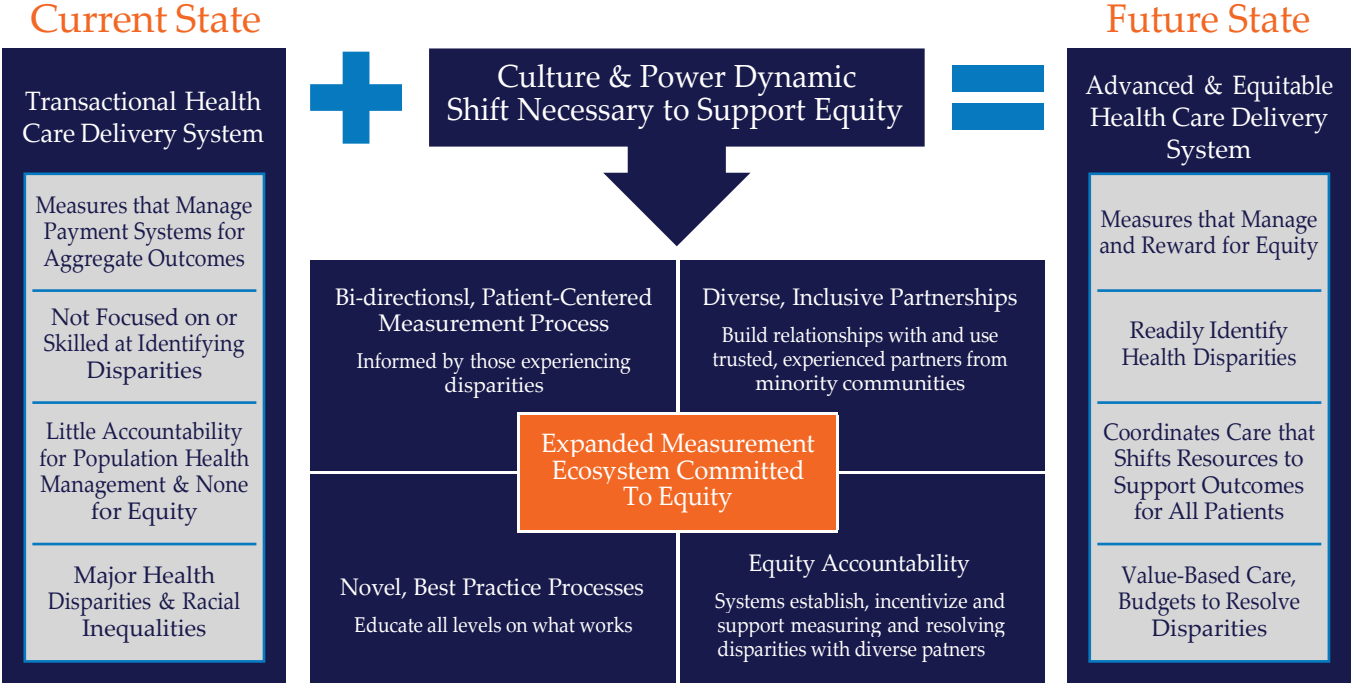 Current State
Transactional Health
Care Delivery System
Measures that Manage
Payment Systems for
Aggregate Outcomes
Not Focused on or
Skilled at Identifying
Disparities
Little Accountability
for Population Health
Management & None
for Equity
Major Health
Disparities & Racial
Inequalities
Culture & Power Dynamic
Shift Necessary to Support Equity
Bi-directionsl, Patient-Centered
Measurement Process
Informed by those experiencing
disparities
Diverse, Inclusive Partnerships
Build relationships with and use
trusted, experienced partners from
minority communities
Expanded Measurement
Ecosystem Committed
To Equity
Novel, Best Practice Processes
Educate all levels on what works
Equity Accountability
Systems establish, incentivize and
support measuring and resolving
disparities with diverse patners
Future State
Advanced & Equitable
Health Care Delivery
System
Measures that Manage
and Reward for Equity
Readily Identify
Health Disparities
Coordinates Care that
Shifts Resources to
Support Outcomes
for All Patients
Value-Based Care,
Budgets to Resolve
Disparities